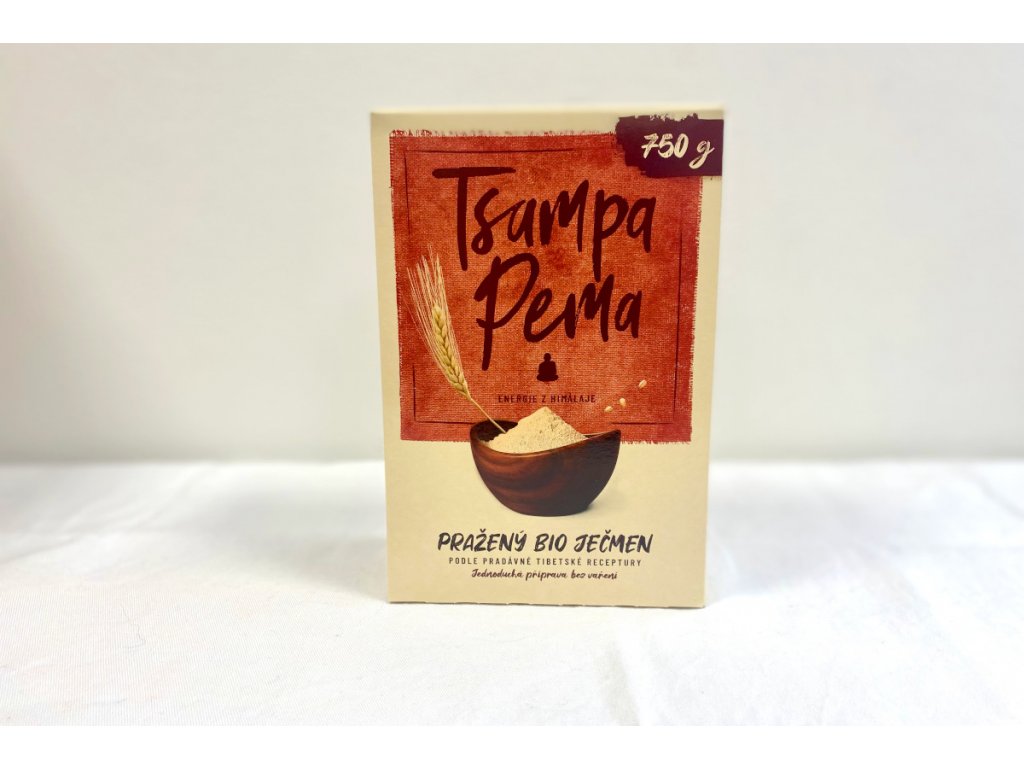 750 g
Tsampa
Pema
ENERGIE Z HIMÁLAJE
PRAŽENÝ BIO JEČMEN
PODLE PRADÁVNÉ TIBETSKÉ RECEPTURY
Jednoduchá příprava bez vaření